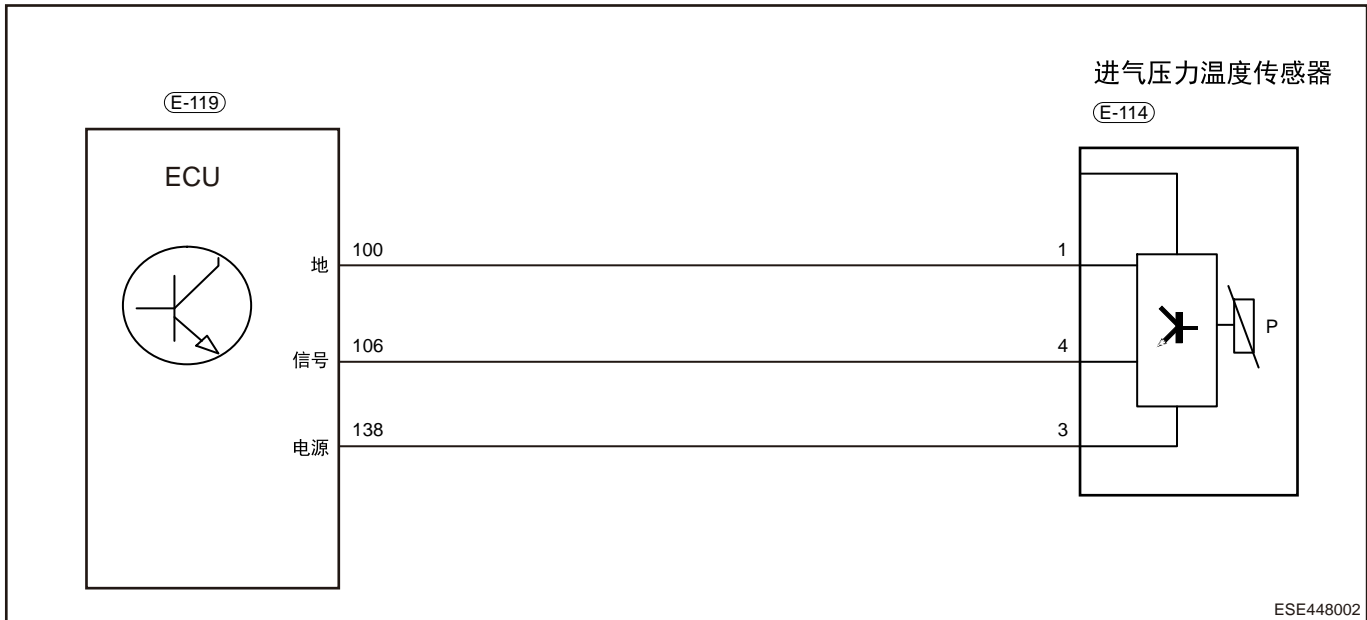 进气压力温度传感器
E-119
E-114
ECU
地 100 1
信号 106 4
P
电源 138 3
ESE448002